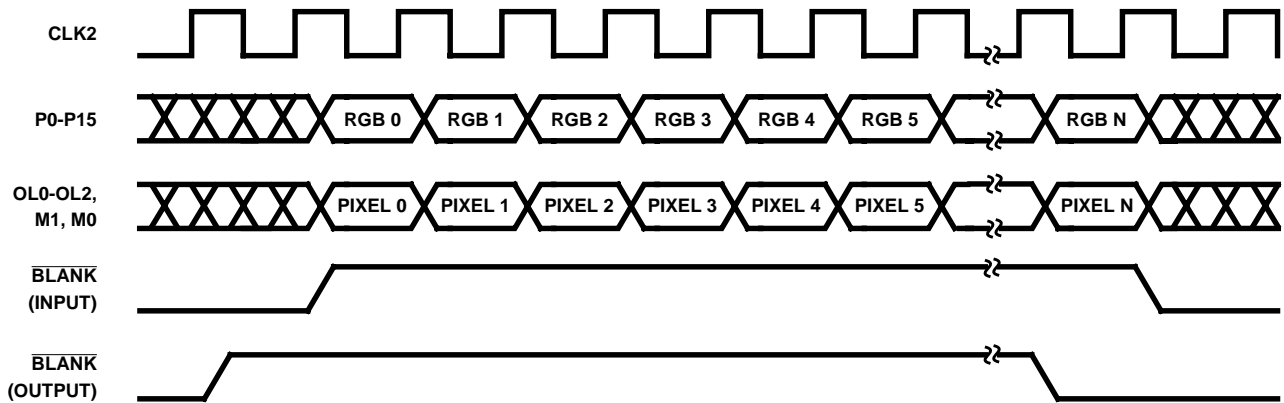 CLK2
P0-P15
RGB 0 RGB 1 RGB 2 RGB 3 RGB 4 RGB 5 RGB N
OL0-OL2,
M1, M0
PIXEL 0 PIXEL 1 PIXEL 2 PIXEL 3 PIXEL 4 PIXEL 5 PIXEL N
BLANK
(INPUT)
BLANK
(OUTPUT)